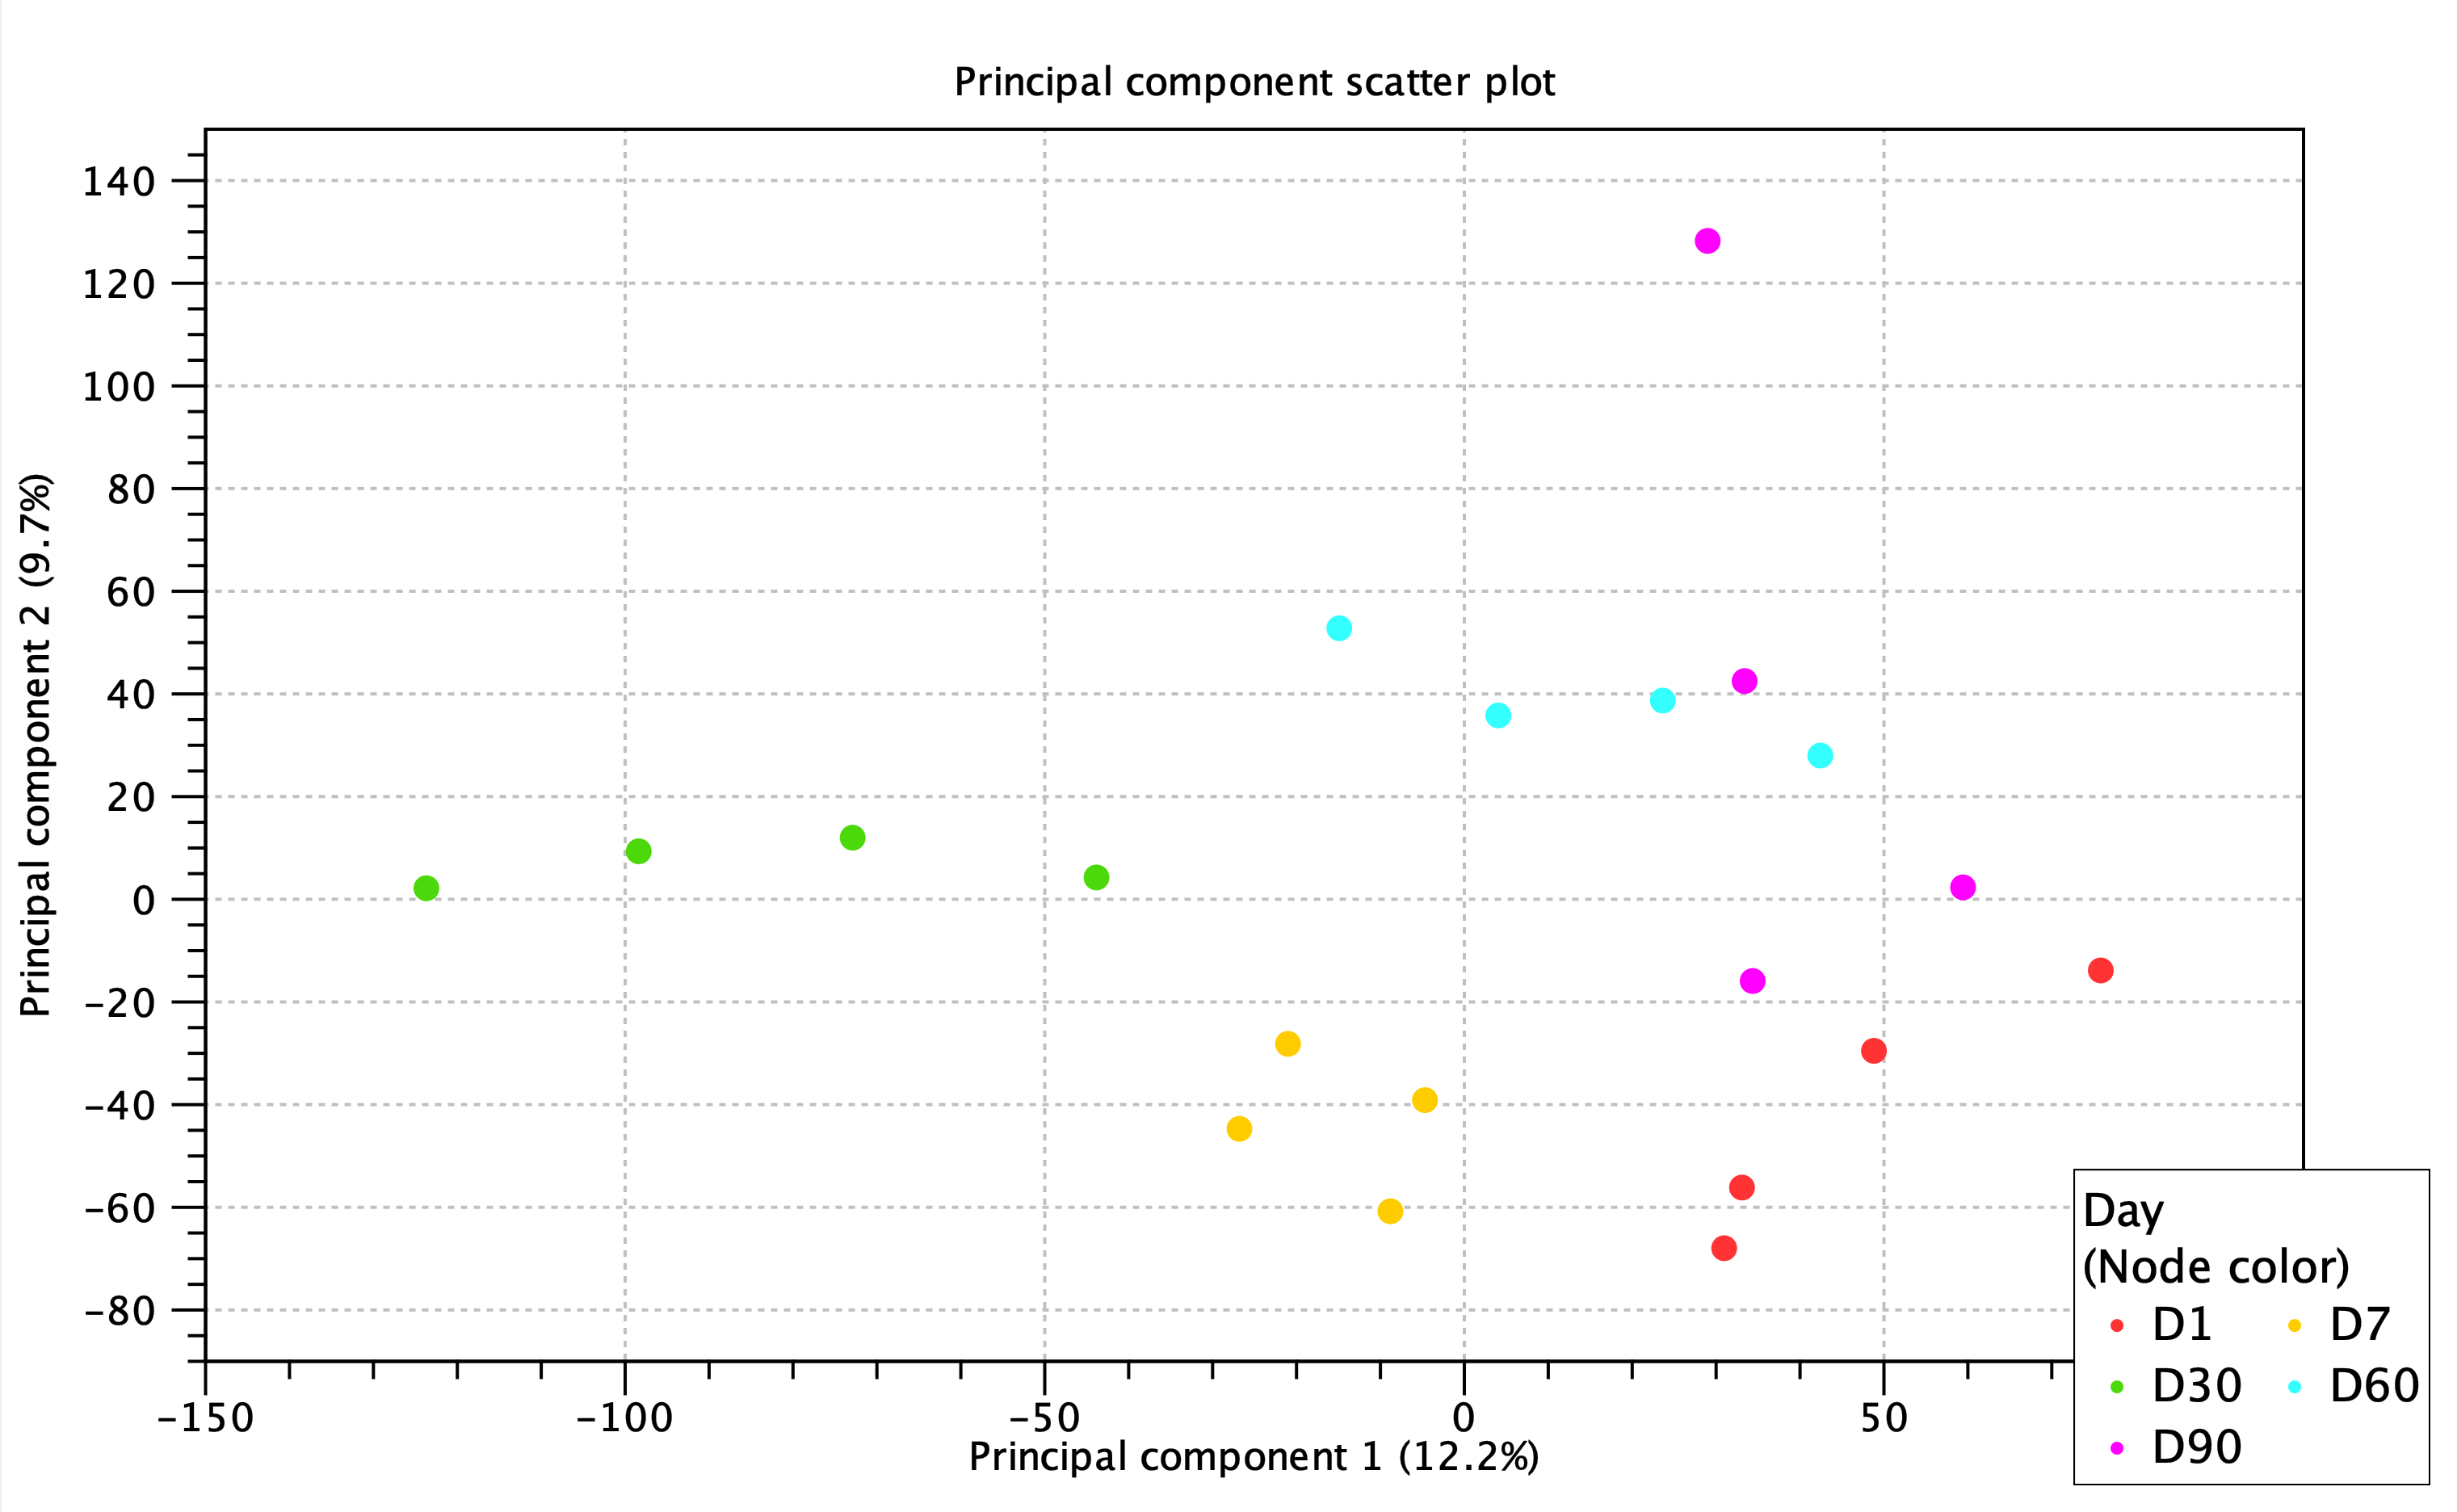 Principal component scatter plot
140
120
100
80
60
40
20
0
-20
-40
-60
-80
Principal component 2 (9.7%)
-150 -100 -50 0 50
Principal component 1 (12.2%)
Day
(Node color)
D1 D7
D30 D60
D90